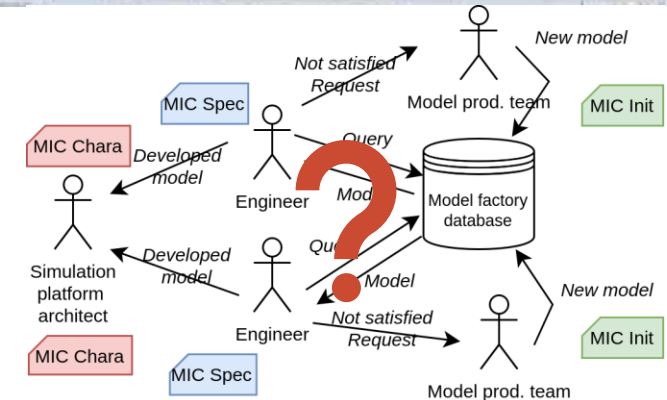 New model
Not satisfied
Request
MIC Spec
Model prod. team
MIC Init
MIC Chara
Developed
model
Query
Engineer
Model factory
database
Simulation
platform
architect
Developed
model
Model
New model
Engineer
Not satisfied
Request
MIC Init
MIC Chara
MIC Spec
Model prod. team